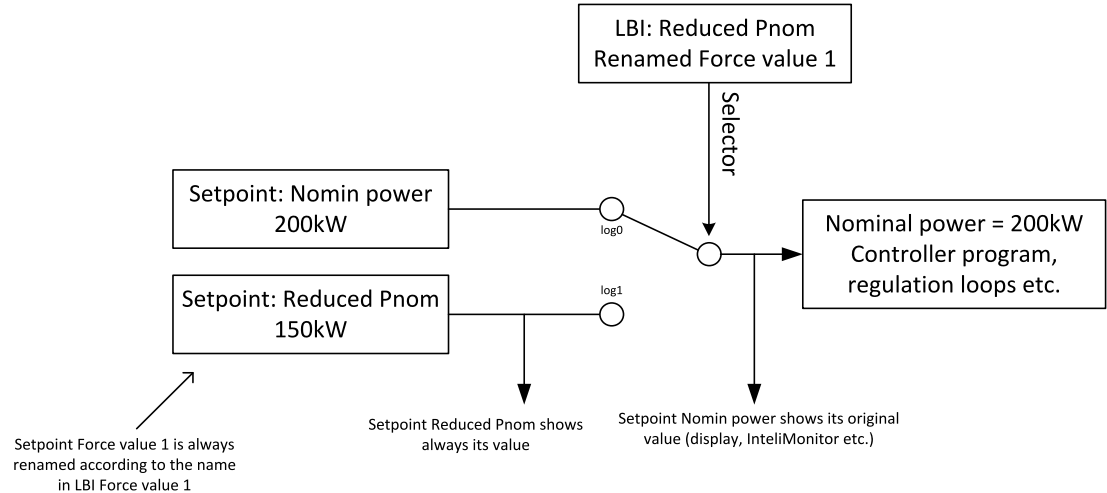 LBI: Reduced Pnom
Renamed Force value 1
Selector
Setpoint: Nomin power
200kW
log0
Nominal power = 200kW
Controller program,
regulation loops etc.
Setpoint: Reduced Pnom
150kW
log1
Setpoint Force value 1 is always
renamed according to the name
in LBI Force value 1
Setpoint Reduced Pnom shows
always its value
Setpoint Nomin power shows its original
value (display, InteliMonitor etc.)